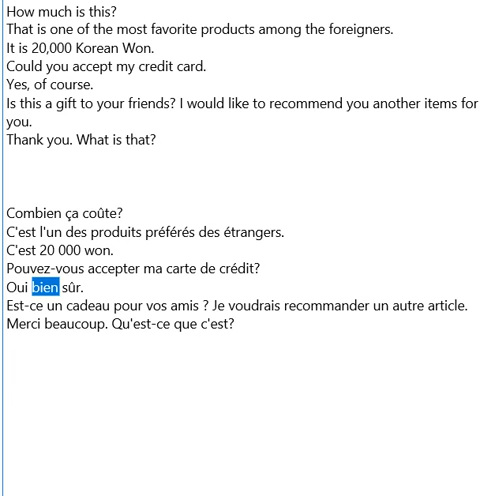 How much is this?
That is one of the most favorite products among the foreigners.
It is 20,000 Korean Won.
Could you accept my credit card.
Yes, of course.
Is this a gift to your friends? I would like to recommend you another items for
you.
Thank you. What is that?
Combien ça coûte?
C'est l'un des produits préférés des étrangers.
C'est 20 000 won.
Pouvez-vous accepter ma carte de crédit?
Oui bien sûr.
Est-ce un cadeau pour vos amis ? Je voudrais recommander un autre article.
Merci beaucoup. Qu'est-ce que c'est?